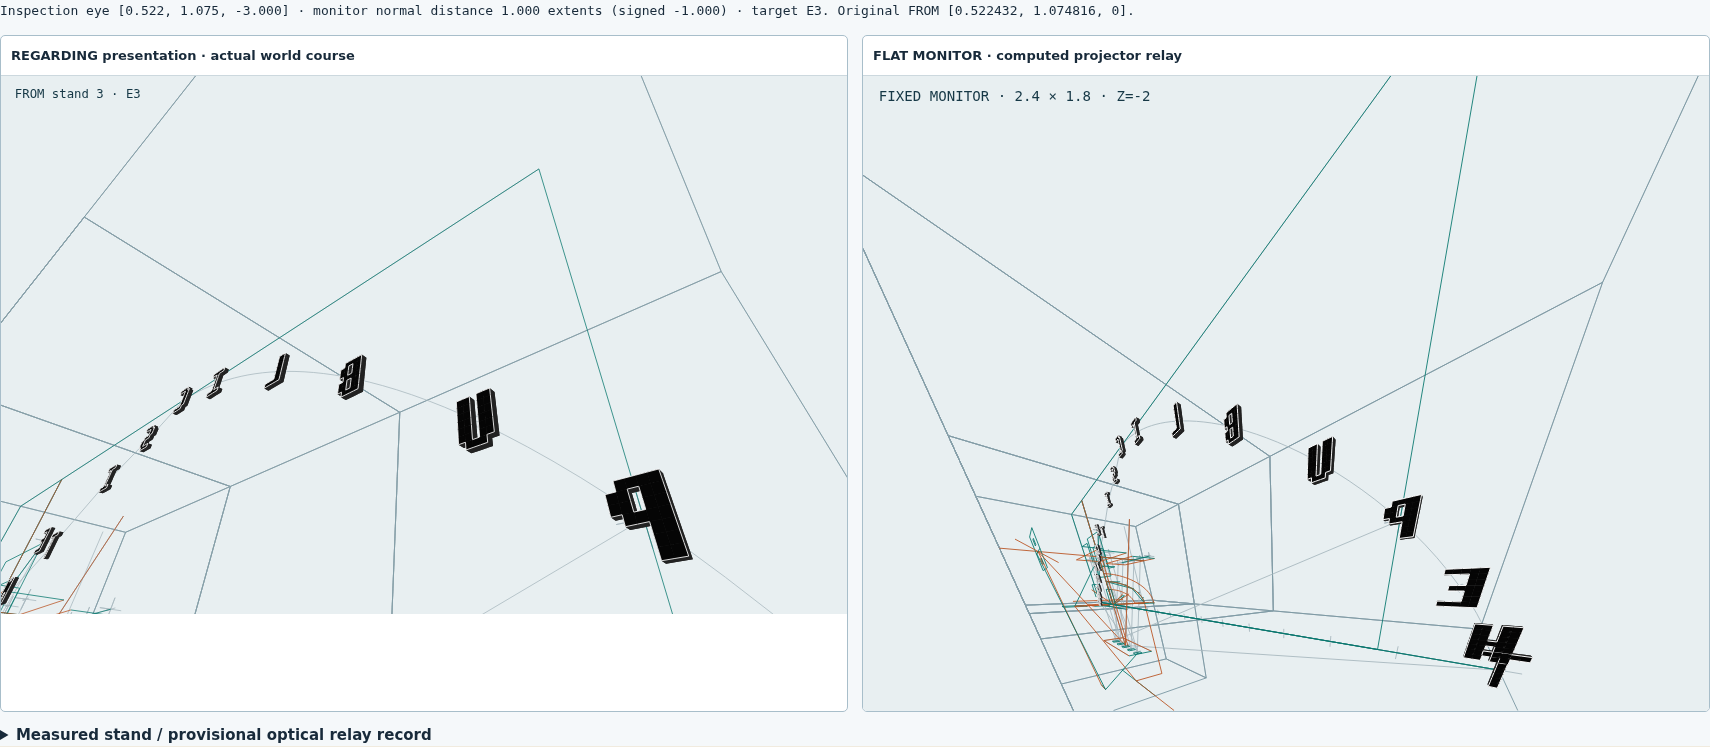 Inspection eye [0.522, 1.075, -3.000] · monitor normal distance 1.000 extents (signed -1.000) · target E3. Original FROM [0.522432, 1.074816, 0].
REGARDING presentation · actual world course
FROM stand 3 · E3
FLAT MONITOR · computed projector relay
FIXED MONITOR · 2.4 × 1.8 · Z=-2
Measured stand / provisional optical relay record